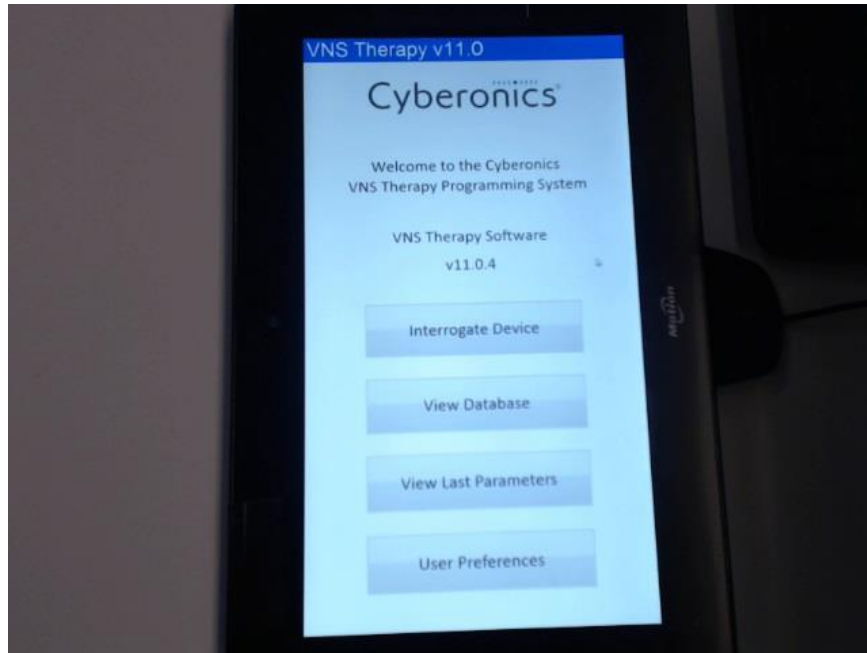 VNS Therapy v11.0
Cyberonics®
Welcome to the Cyberonics
VNS Therapy Programming System
VNS Therapy Software
v11.0.4
Interrogate Device
View Database
View Last Parameters
User Preferences
Motion